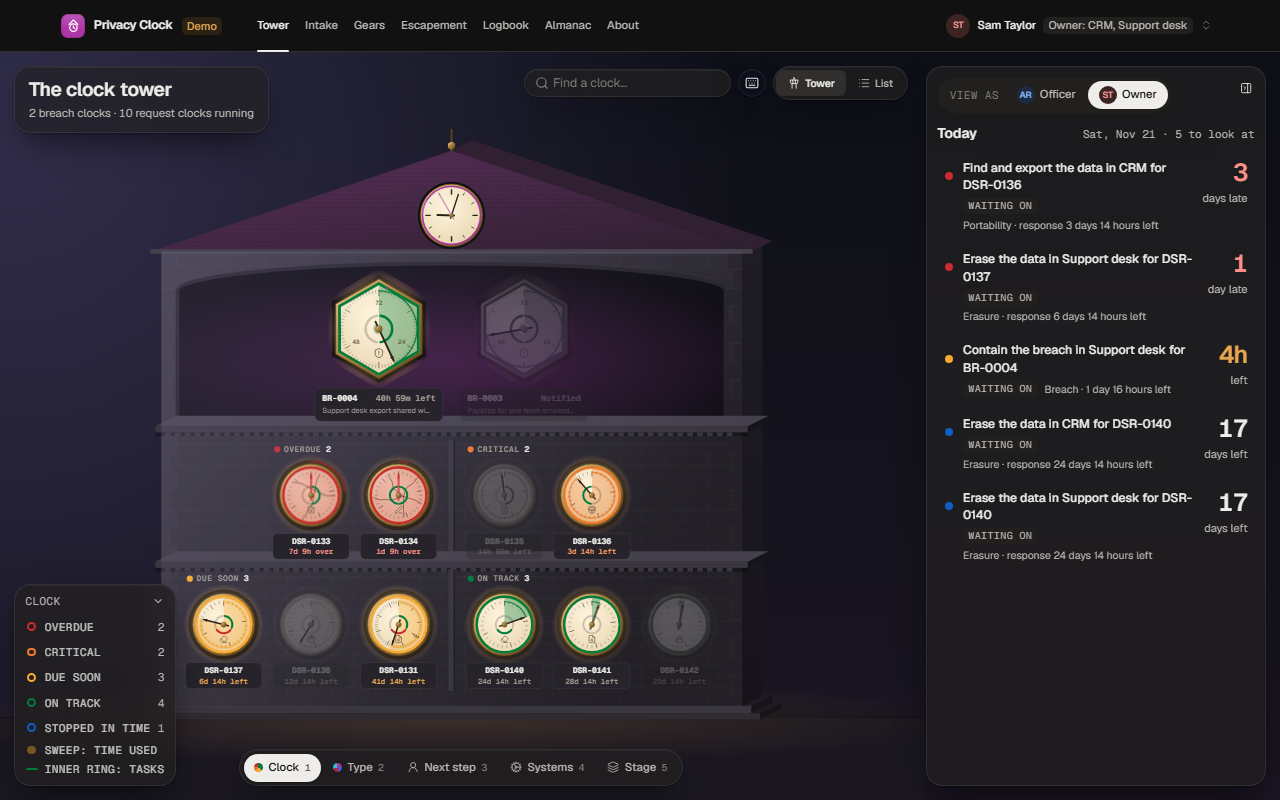 Privacy Clock Demo Tower Intake Gears Escapement Logbook Almanac About ST Sam Taylor Owner: CRM, Support desk
The clock tower
2 breach clocks · 10 request clocks running
Find a clock...
Tower
List
VIEW AS AR Officer ST Owner
Today Sat, Nov 21 · 5 to look at
Find and export the data in CRM for
DSR-0136
3
days late
WAITING ON
Portability · response 3 days 14 hours left
Erase the data in Support desk for DSR-
0137
1
day late
WAITING ON
Erasure · response 6 days 14 hours left
Contain the breach in Support desk for
BR-0004
4h
left
WAITING ON Breach · 1 day 16 hours left
Erase the data in CRM for DSR-0140
17
days left
WAITING ON
Erasure · response 24 days 14 hours left
Erase the data in Support desk for DSR-
0140
17
days left
WAITING ON
Erasure · response 24 days 14 hours left
72
48 24
BR-0004 40h 59m left
Support desk export shared wi...
BR-0003 Notified
Payslips for one team emailed...
OVERDUE 2
CRITICAL 2
DSR-0133
7d 9h over
DSR-0134
1d 9h over
DSR-0135
14h 59m left
DSR-0136
3d 14h left
DUE SOON 3
ON TRACK 3
DSR-0137
6d 14h left
DSR-0138
12d 14h left
DSR-0131
41d 14h left
DSR-0140
24d 14h left
DSR-0141
28d 14h left
DSR-0142
29d 14h left
CLOCK
OVERDUE 2
CRITICAL 2
DUE SOON 3
ON TRACK 4
STOPPED IN TIME 1
SWEEP: TIME USED
INNER RING: TASKS
Clock 1 Type 2 Next step 3 Systems 4 Stage 5